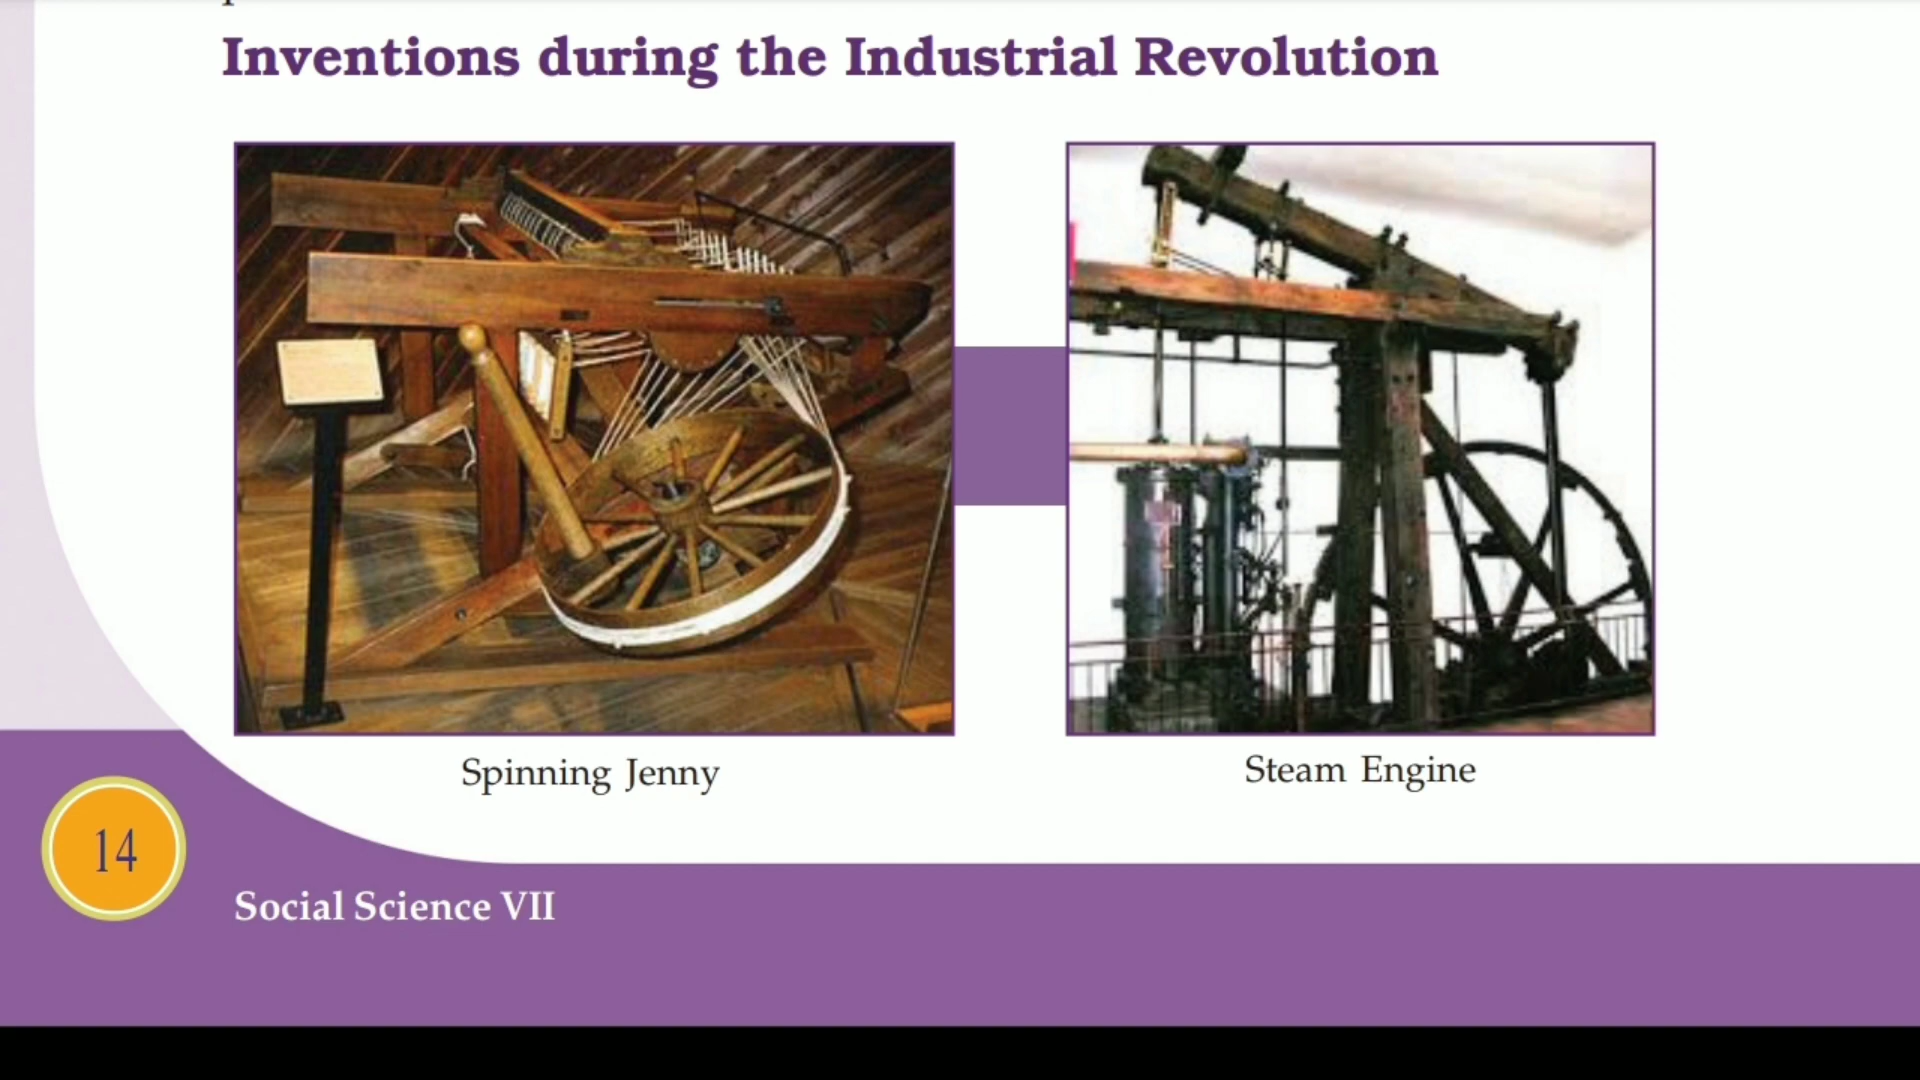 Inventions during the Industrial Revolution
Spinning Jenny
Steam Engine
14
Social Science VII